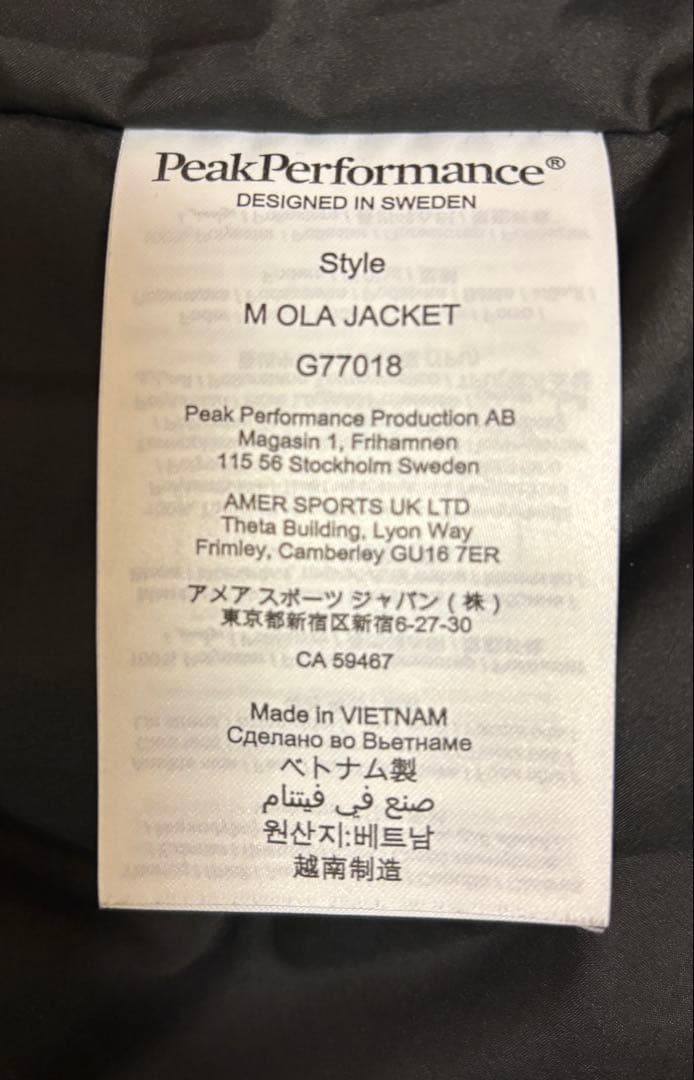 PeakPerformance®
DESIGNED IN SWEDEN
Style
M OLA JACKET
G77018
Peak Performance Production AB
Magasin 1, Frihamnen
115 56 Stockholm Sweden
AMER SPORTS UK LTD
Theta Building, Lyon Way
Frimley, Camberley GU16 7ER
アメア スポーツ ジャパン ( 株 )
東京都新宿区新宿6-27-30
CA 59467
Made in VIETNAM
Сделано во Вьетнаме
ベトナム製
صنع في فيتنام
원산지:베트남
越南制造